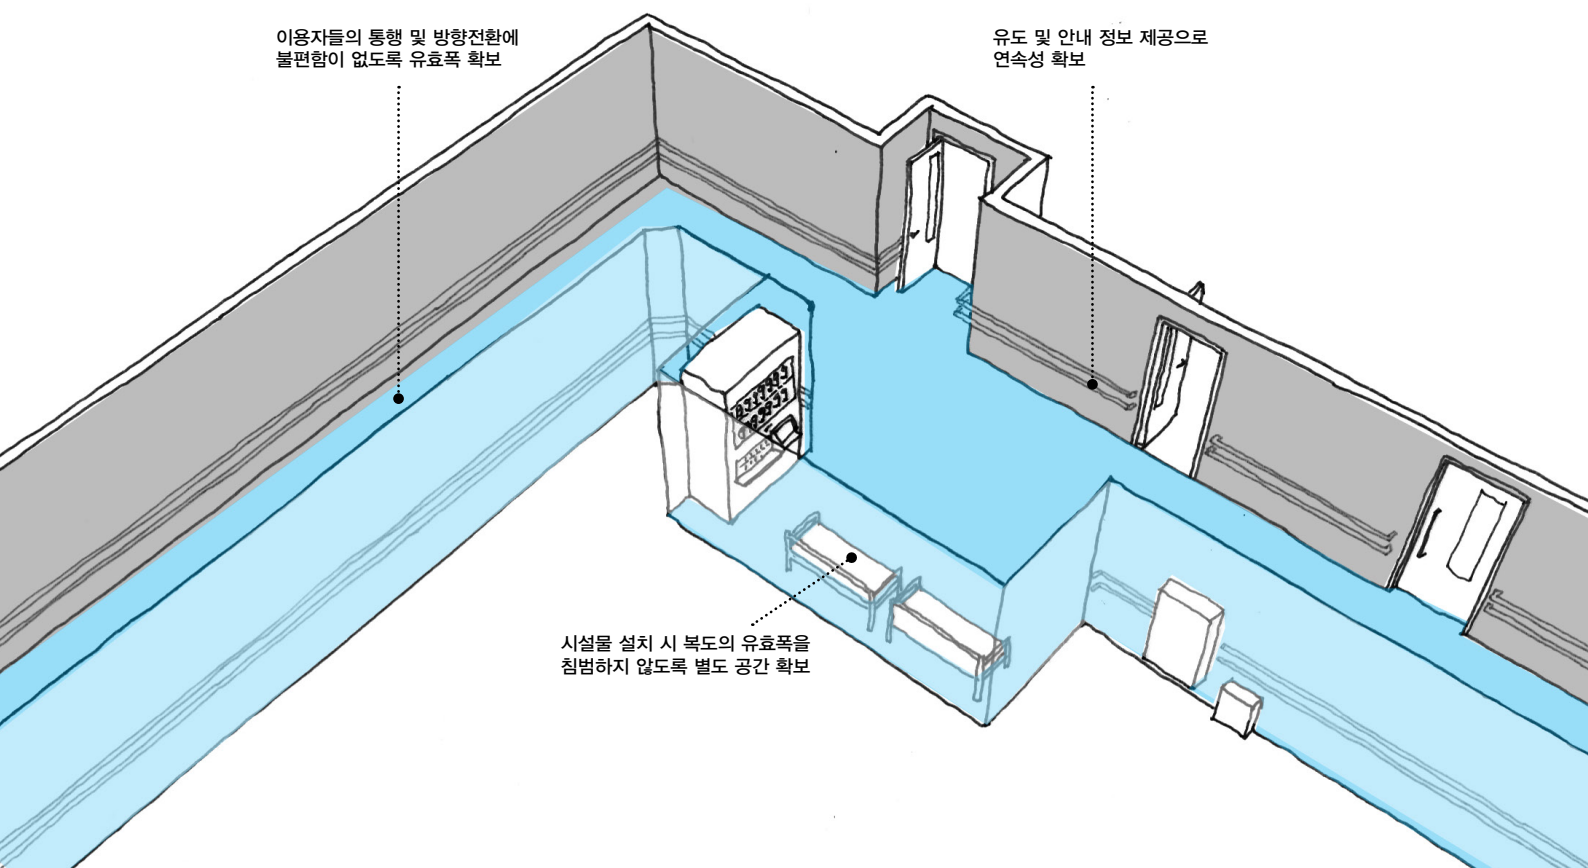 이용자들의 통행 및 방향전환에
불편함이 없도록 유효폭 확보
유도 및 안내 정보 제공으로
연속성 확보
시설물 설치 시 복도의 유효폭을
침범하지 않도록 별도 공간 확보